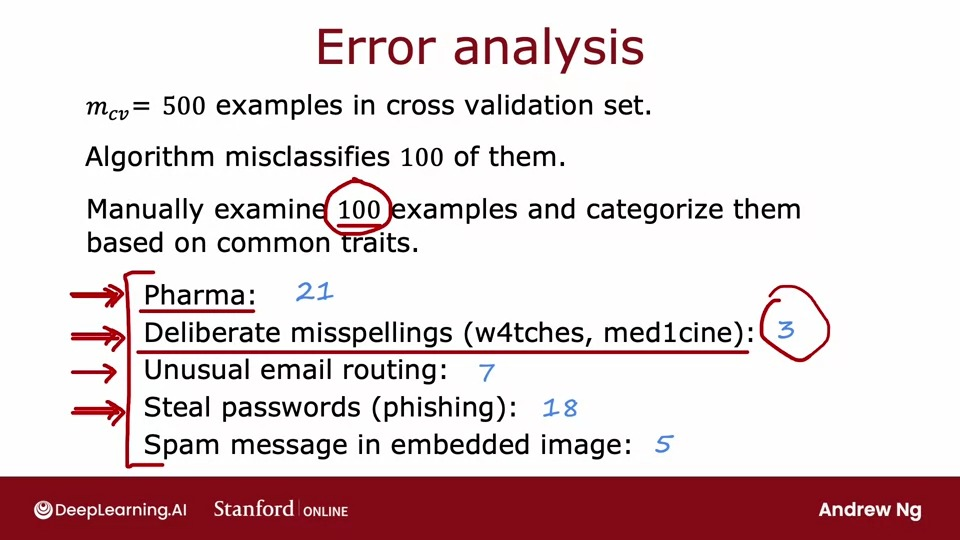 Error analysis
m_cv = 500 examples in cross validation set.
Algorithm misclassifies 100 of them.
Manually examine 100 examples and categorize them
based on common traits.
Pharma: 21
Deliberate misspellings (w4tches, med1cine): 3
Unusual email routing: 7
Steal passwords (phishing): 18
Spam message in embedded image: 5
DeepLearning.AI Stanford ONLINE Andrew Ng